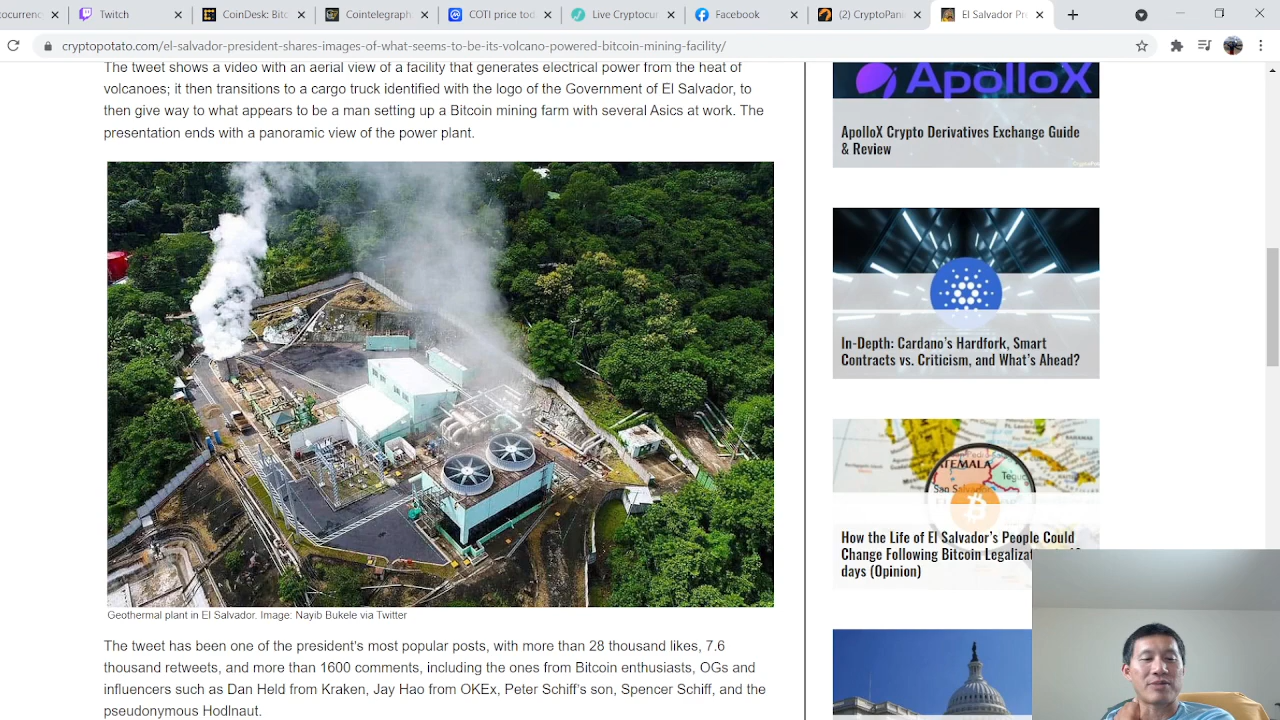 tocurrenc
Twitch
CoinDesk: Bitc
Cointelegraph
COTI price tod
Live Cryptocur
Facebook
(2) CryptoPan
El Salvador Pre
cryptopotato.com/el-salvador-president-shares-images-of-what-seems-to-be-its-volcano-powered-bitcoin-mining-facility/
The tweet shows a video with an aerial view of a facility that generates electrical power from the heat of
volcanoes; it then transitions to a cargo truck identified with the logo of the Government of El Salvador, to
then give way to what appears to be a man setting up a Bitcoin mining farm with several Asics at work. The
presentation ends with a panoramic view of the power plant.
Geothermal plant in El Salvador. Image: Nayib Bukele via Twitter
The tweet has been one of the president's most popular posts, with more than 28 thousand likes, 7.6
thousand retweets, and more than 1600 comments, including the ones from Bitcoin enthusiasts, OGs and
influencers such as Dan Held from Kraken, Jay Hao from OKEx, Peter Schiff's son, Spencer Schiff, and the
pseudonymous Hodlnaut.
ApolloX
ApolloX Crypto Derivatives Exchange Guide
& Review
In-Depth: Cardano's Hardfork, Smart
Contracts vs. Criticism, and What's Ahead?
ATEMALA
Tegu
San Salvador
How the Life of El Salvador's People Could
Change Following Bitcoin Legalizat
days (Opinion)